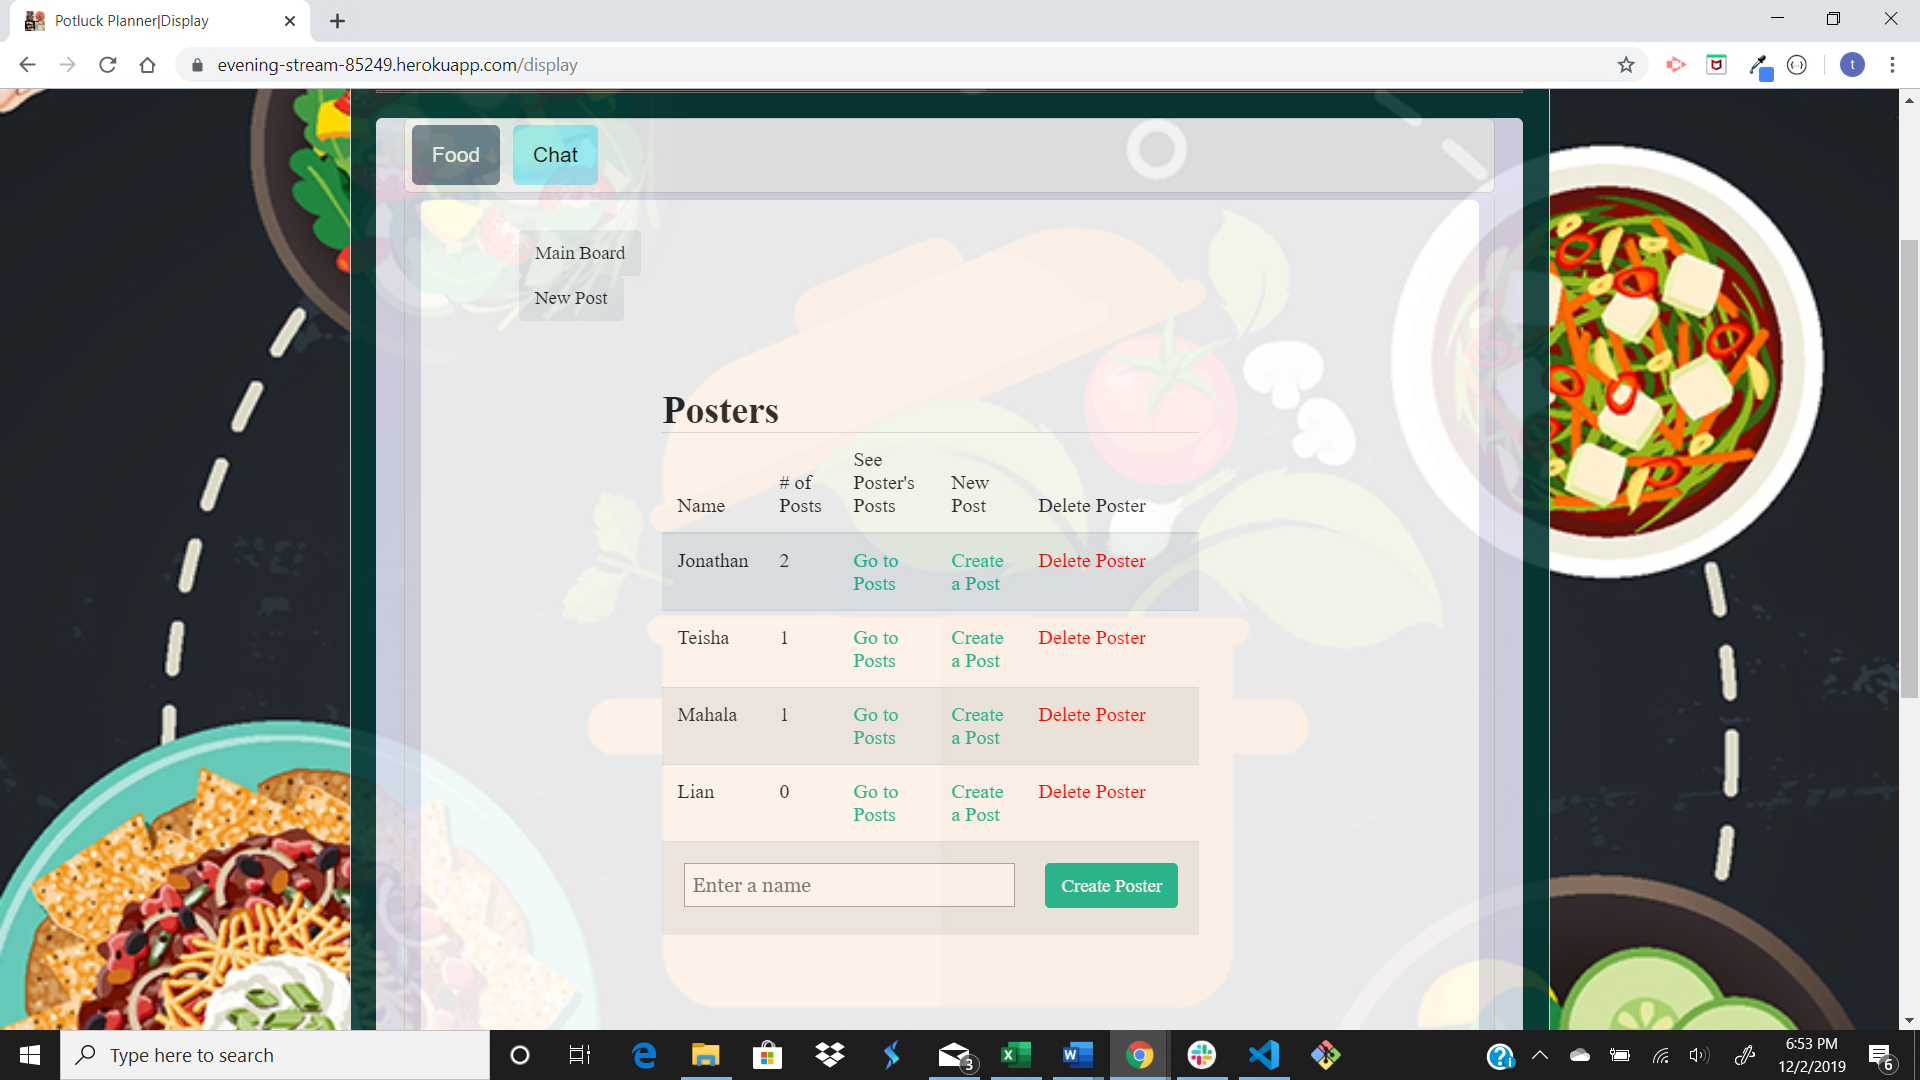 Potluck Planner|Display
evening-stream-85249.herokuapp.com/display
t
Food
Chat
Main Board
New Post
Posters
Name
# of
Posts
See
Poster's
Posts
New
Post
Delete Poster
Jonathan
2
Go to
Posts
Create
a Post
Delete Poster
Teisha
1
Go to
Posts
Create
a Post
Delete Poster
Mahala
1
Go to
Posts
Create
a Post
Delete Poster
Lian
0
Go to
Posts
Create
a Post
Delete Poster
Enter a name
Create Poster
Type here to search
3
6:53 PM
12/2/2019
6